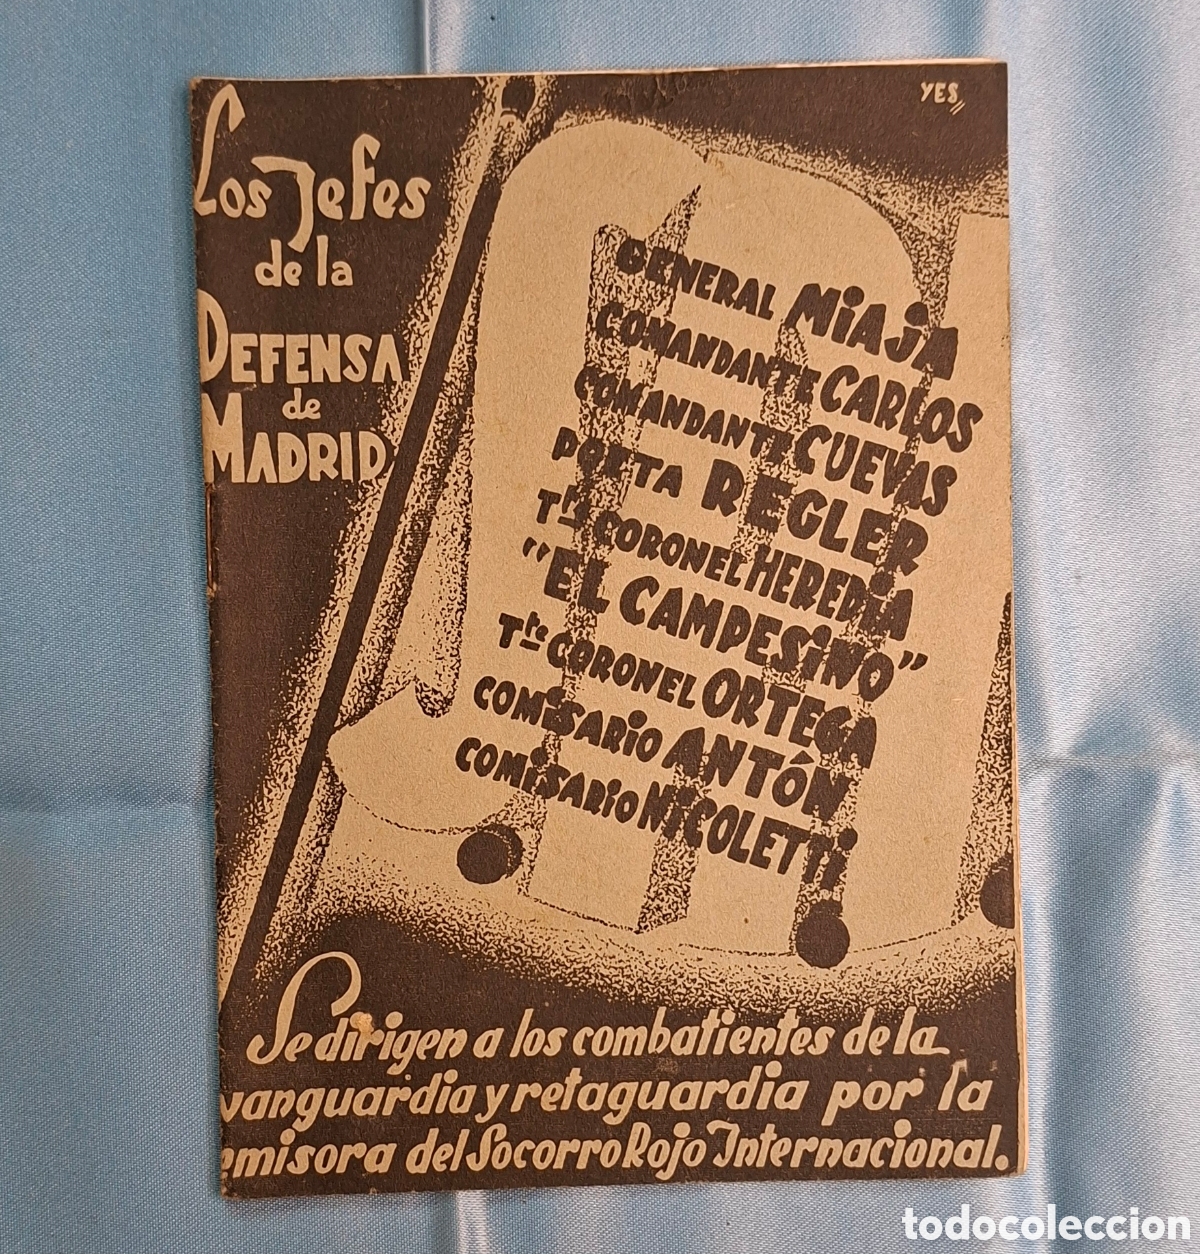 YES
Los Jefes
de la
DEFENSA
de
MADRID
GENERAL MIAJA
COMANDANTE CARLOS
COMANDANTE CUEVAS
POETA REGLER
Tte CORONEL HEREDIA
"EL CAMPESINO"
Tte CORONEL ORTEGA
COMISARIO ANTÓN
COMISARIO NICOLETTI
Se dirigen a los combatientes de la
vanguardia y retaguardia por la
emisora del Socorro Rojo Internacional.
todocoleccion